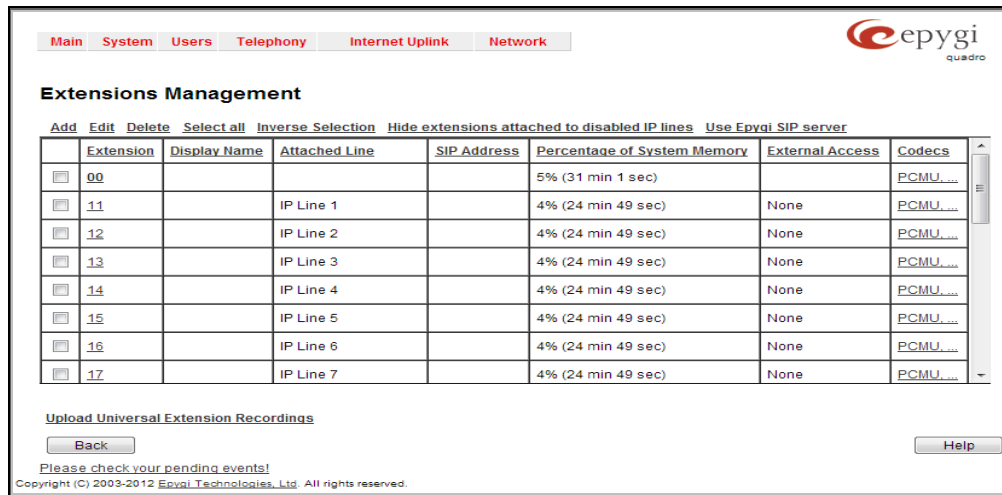 Main System Users Telephony Internet Uplink Network
epygi
quadro
Extensions Management
Add Edit Delete Select all Inverse Selection Hide extensions attached to disabled IP lines Use Epygi SIP server
Extension Display Name Attached Line SIP Address Percentage of System Memory External Access Codecs
00 5% (31 min 1 sec) PCMU, ...
11 IP Line 1 4% (24 min 49 sec) None PCMU, ...
12 IP Line 2 4% (24 min 49 sec) None PCMU, ...
13 IP Line 3 4% (24 min 49 sec) None PCMU, ...
14 IP Line 4 4% (24 min 49 sec) None PCMU, ...
15 IP Line 5 4% (24 min 49 sec) None PCMU, ...
16 IP Line 6 4% (24 min 49 sec) None PCMU, ...
17 IP Line 7 4% (24 min 49 sec) None PCMU, ...
Upload Universal Extension Recordings
Back Help
Please check your pending events!
Copyright (C) 2003-2012 Epygi Technologies, Ltd. All rights reserved.